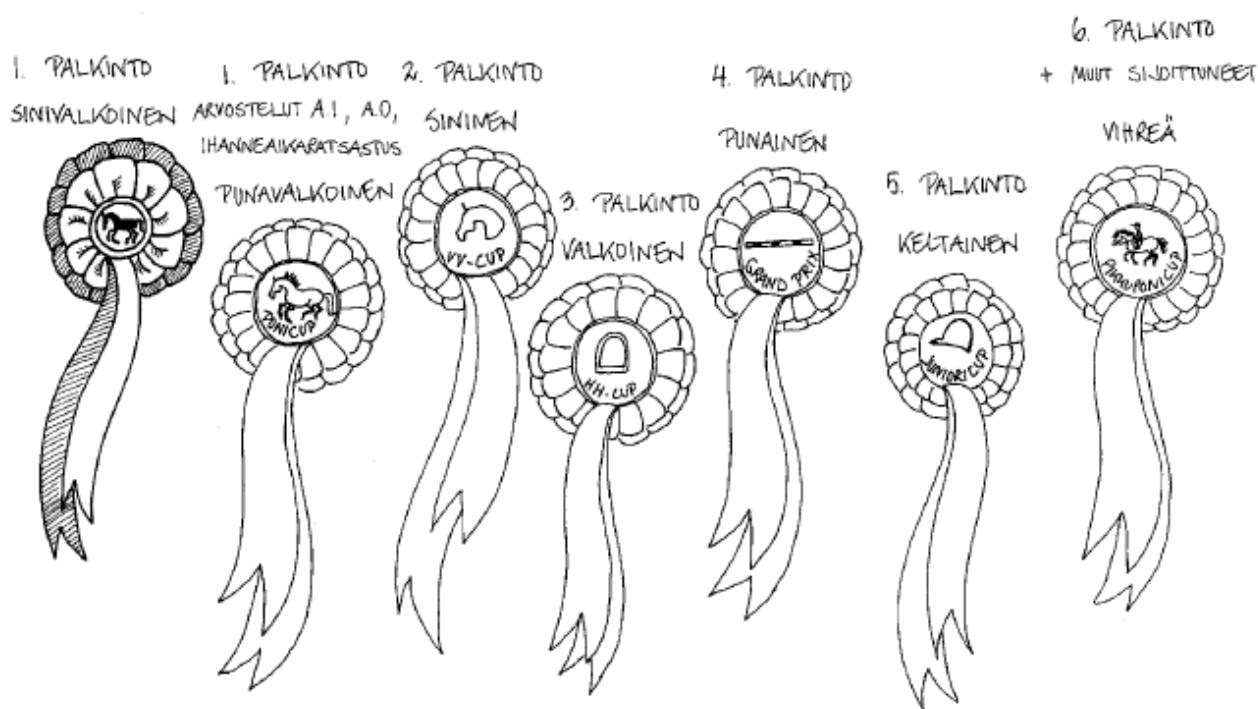 1. PALKINTO
SINIVALKOINEN
1. PALKINTO
ARVOSTELUT A.1, A.0,
IHANNEAIKARATSASTUS
PUNAVALKOINEN
PONICUP
2. PALKINTO
SININEN
VV-CUP
3. PALKINTO
VALKOINEN
HH-CUP
4. PALKINTO
PUNAINEN
GRAND PRIX
5. PALKINTO
KELTAINEN
JUNIORICUP
6. PALKINTO
+ MUUT SIJOITTUNEET
VIHREÄ
PIKKUPONICUP